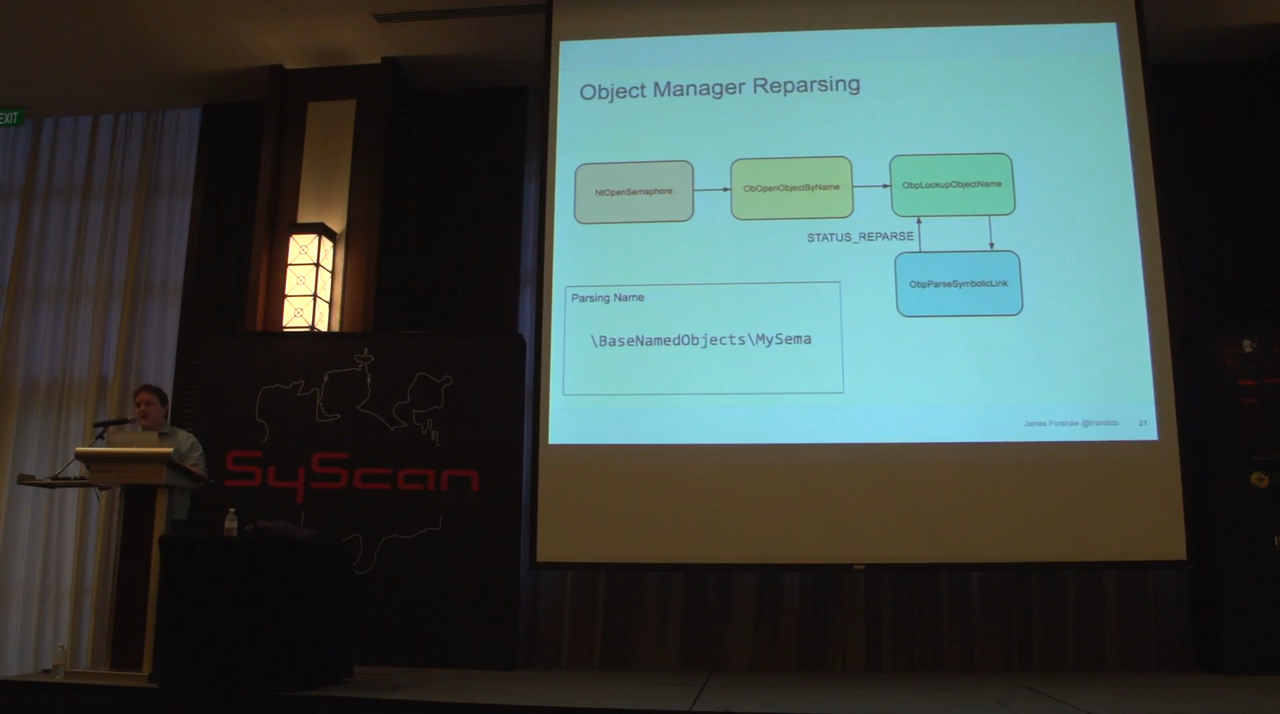 EXIT
Object Manager Reparsing
NtOpenSemaphore
ObOpenObjectByName
ObpLookupObjectName
STATUS_REPARSE
ObpParseSymbolicLink
Parsing Name
\BaseNamedObjects\MySema
James Forshaw @tiraniddo
21
SyScan